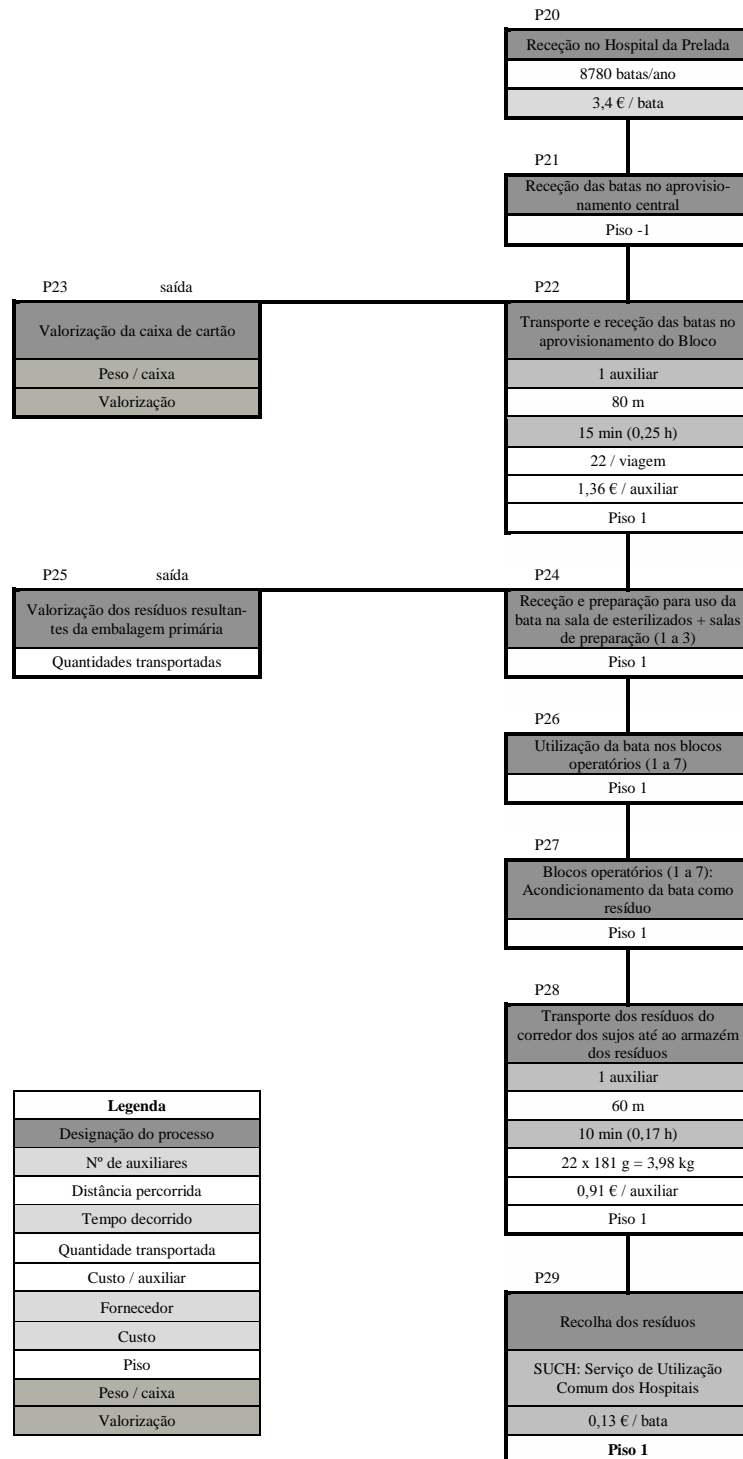 P20
Receção no Hospital da Prelada
8780 batas/ano
3,4 € / bata
P21
Receção das batas no aprovisio-
namento central
Piso -1
P23 saída
Valorização da caixa de cartão
Peso / caixa
Valorização
P22
Transporte e receção das batas no
aprovisionamento do Bloco
1 auxiliar
80 m
15 min (0,25 h)
22 / viagem
1,36 € / auxiliar
Piso 1
P25 saída
Valorização dos resíduos resultan-
tes da embalagem primária
Quantidades transportadas
P24
Receção e preparação para uso da
bata na sala de esterilizados + salas
de preparação (1 a 3)
Piso 1
P26
Utilização da bata nos blocos
operatórios (1 a 7)
Piso 1
P27
Blocos operatórios (1 a 7):
Acondicionamento da bata como
resíduo
Piso 1
P28
Transporte dos resíduos do
corredor dos sujos até ao armazém
dos resíduos
1 auxiliar
60 m
10 min (0,17 h)
22 x 181 g = 3,98 kg
0,91 € / auxiliar
Piso 1
P29
Recolha dos resíduos
SUCH: Serviço de Utilização
Comum dos Hospitais
0,13 € / bata
Piso 1
Legenda
Designação do processo
Nº de auxiliares
Distância percorrida
Tempo decorrido
Quantidade transportada
Custo / auxiliar
Fornecedor
Custo
Piso
Peso / caixa
Valorização